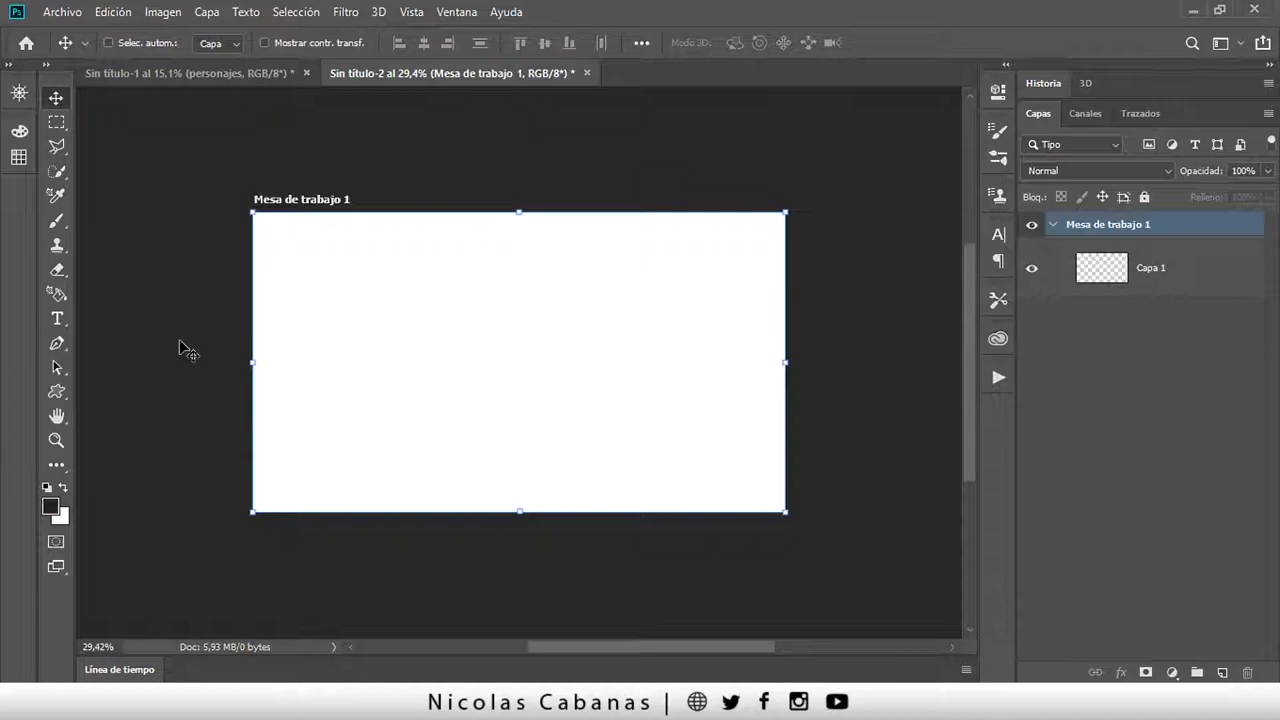 Ps Archivo Edición Imagen Capa Texto Selección Filtro 3D Vista Ventana Ayuda
Selec. autom.: Capa Mostrar contr. transf. Modo 3D:
Sin título-1 al 15,1% (personajes, RGB/8*) * Sin título-2 al 29,4% (Mesa de trabajo 1, RGB/8*) *
Historia 3D
Capas Canales Trazados
Tipo
Normal Opacidad: 100%
Bloq.: Relleno: 100%
Mesa de trabajo 1
Mesa de trabajo 1
Capa 1
29,42% Doc: 5,93 MB/0 bytes
Línea de tiempo
Nicolas Cabanas |